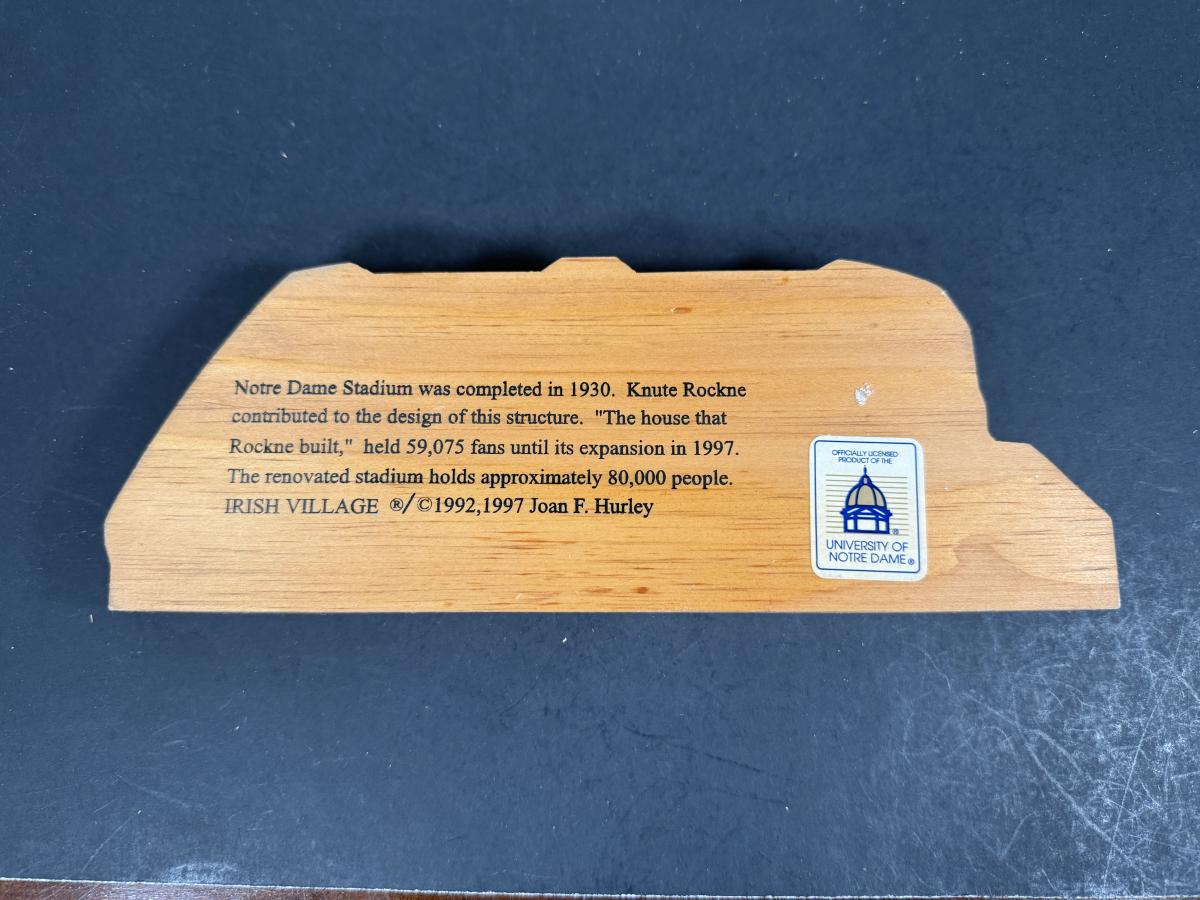 Notre Dame Stadium was completed in 1930.  Knute Rockne
contributed to the design of this structure.  "The house that
Rockne built,"  held 59,075 fans until its expansion in 1997.
The renovated stadium holds approximately 80,000 people.
IRISH VILLAGE ®/©1992,1997 Joan F. Hurley
OFFICIALLY LICENSED
PRODUCT OF THE
®
UNIVERSITY OF
NOTRE DAME®